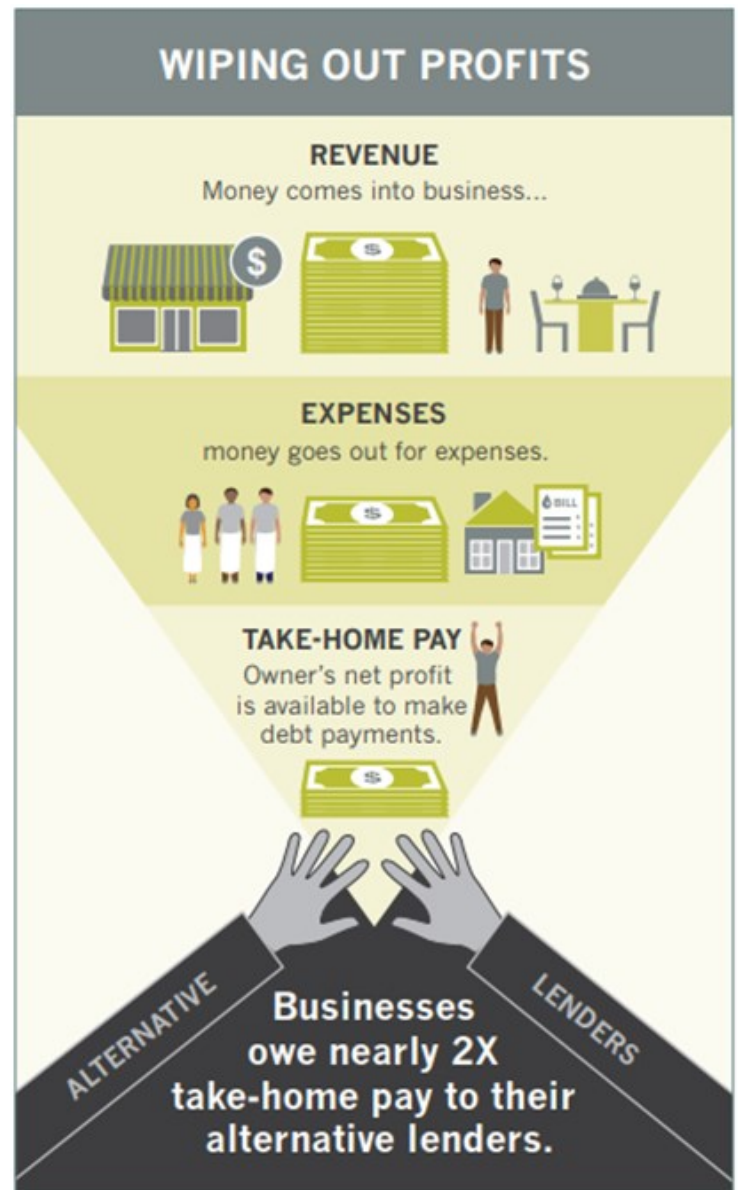 WIPING OUT PROFITS
REVENUE
Money comes into business...
$
$
EXPENSES
money goes out for expenses.
$
BILL
TAKE-HOME PAY
Owner's net profit
is available to make
debt payments.
$
ALTERNATIVE
LENDERS
Businesses
owe nearly 2X
take-home pay to their
alternative lenders.